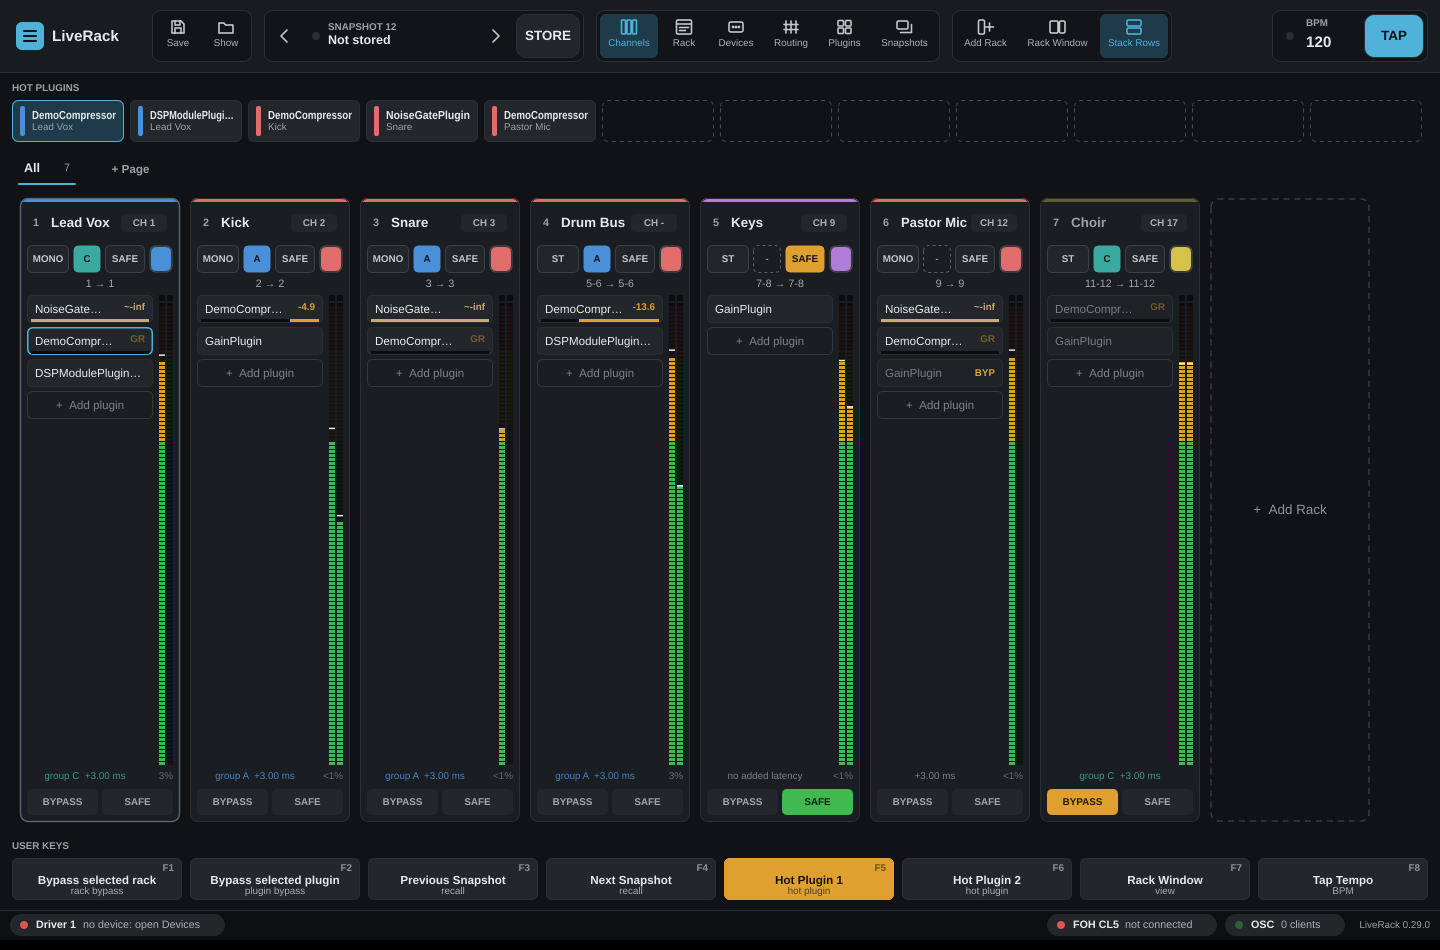 LiveRack
Save
Show
SNAPSHOT 12
Not stored
STORE
Channels
Rack
Devices
Routing
Plugins
Snapshots
Add Rack
Rack Window
Stack Rows
BPM
120
TAP
HOT PLUGINS
DemoCompressor
Lead Vox
DSPModulePlugi…
Lead Vox
DemoCompressor
Kick
NoiseGatePlugin
Snare
DemoCompressor
Pastor Mic
All 7
+ Page
1 Lead Vox CH 1
MONO C SAFE
1 → 1
NoiseGate… ~-inf
DemoCompr… GR
DSPModulePlugin…
+ Add plugin
group C +3.00 ms 3%
BYPASS SAFE
2 Kick CH 2
MONO A SAFE
2 → 2
DemoCompr… -4.9
GainPlugin
+ Add plugin
group A +3.00 ms <1%
BYPASS SAFE
3 Snare CH 3
MONO A SAFE
3 → 3
NoiseGate… ~-inf
DemoCompr… GR
+ Add plugin
group A +3.00 ms <1%
BYPASS SAFE
4 Drum Bus CH -
ST A SAFE
5-6 → 5-6
DemoCompr… -13.6
DSPModulePlugin…
+ Add plugin
group A +3.00 ms 3%
BYPASS SAFE
5 Keys CH 9
ST - SAFE
7-8 → 7-8
GainPlugin
+ Add plugin
no added latency <1%
BYPASS SAFE
6 Pastor Mic CH 12
MONO - SAFE
9 → 9
NoiseGate… ~-inf
DemoCompr… GR
GainPlugin BYP
+ Add plugin
+3.00 ms <1%
BYPASS SAFE
7 Choir CH 17
ST C SAFE
11-12 → 11-12
DemoCompr… GR
GainPlugin
+ Add plugin
group C +3.00 ms
BYPASS SAFE
+ Add Rack
USER KEYS
F1
Bypass selected rack
rack bypass
F2
Bypass selected plugin
plugin bypass
F3
Previous Snapshot
recall
F4
Next Snapshot
recall
F5
Hot Plugin 1
hot plugin
F6
Hot Plugin 2
hot plugin
F7
Rack Window
view
F8
Tap Tempo
BPM
Driver 1 no device: open Devices
FOH CL5 not connected
OSC 0 clients
LiveRack 0.29.0